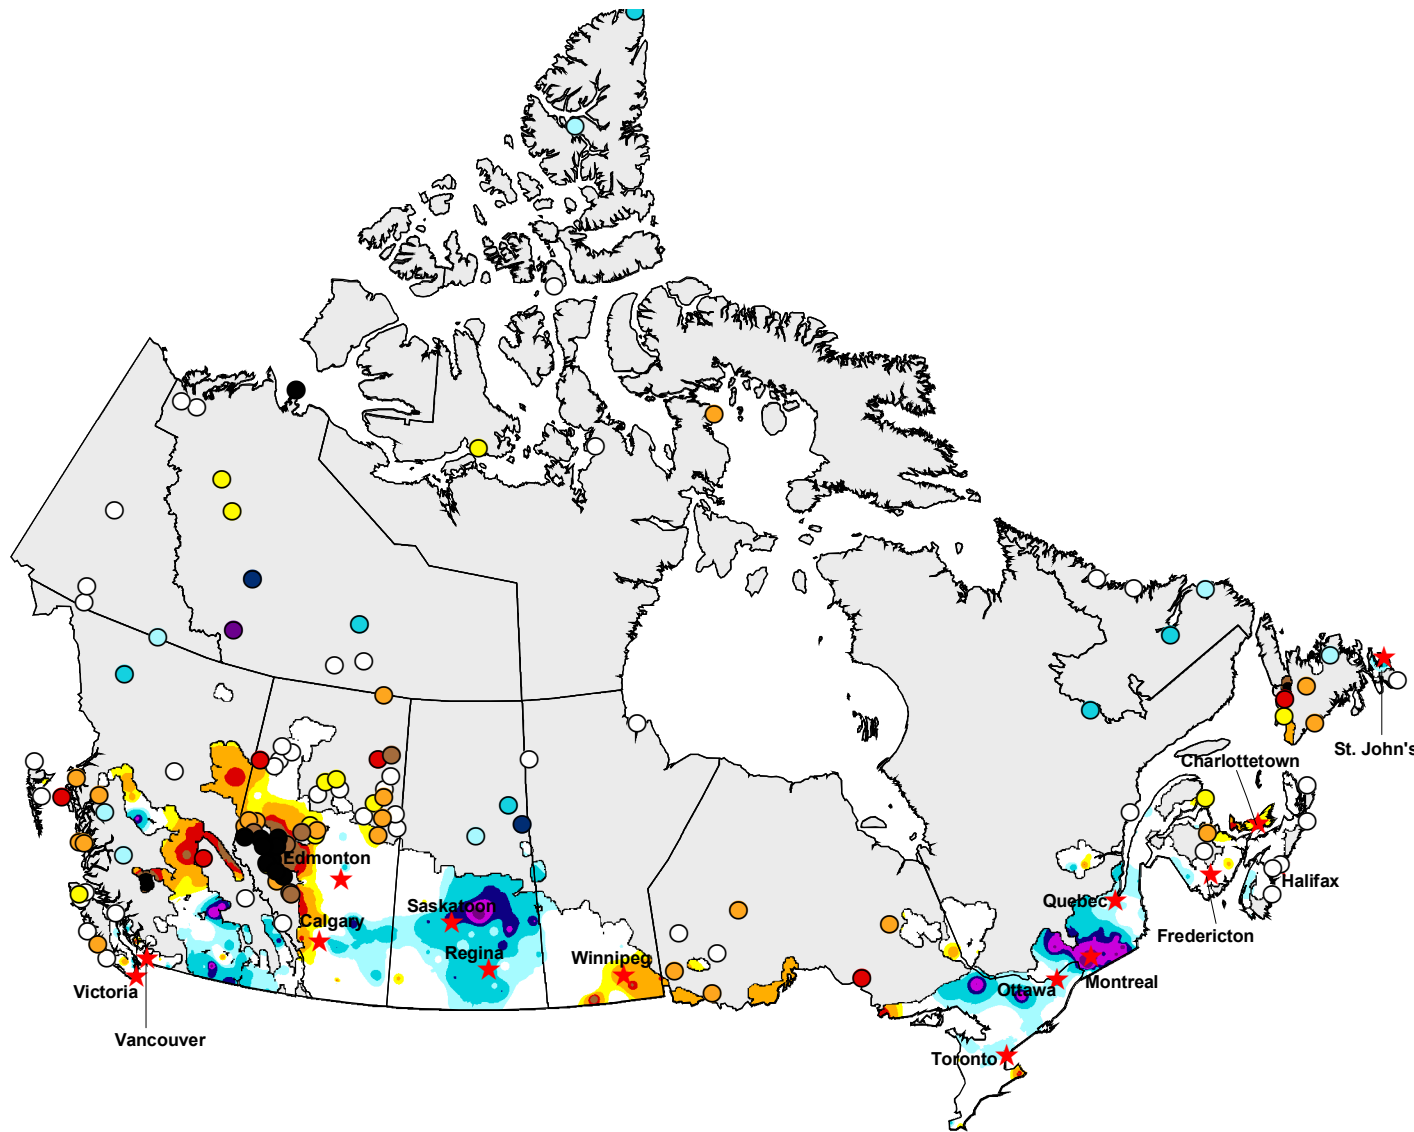 St. John's
Charlottetown
Edmonton
Halifax
Quebec
Saskatoon
Calgary
Fredericton
Regina
Winnipeg
Montreal
Ottawa
Victoria
Vancouver
Toronto